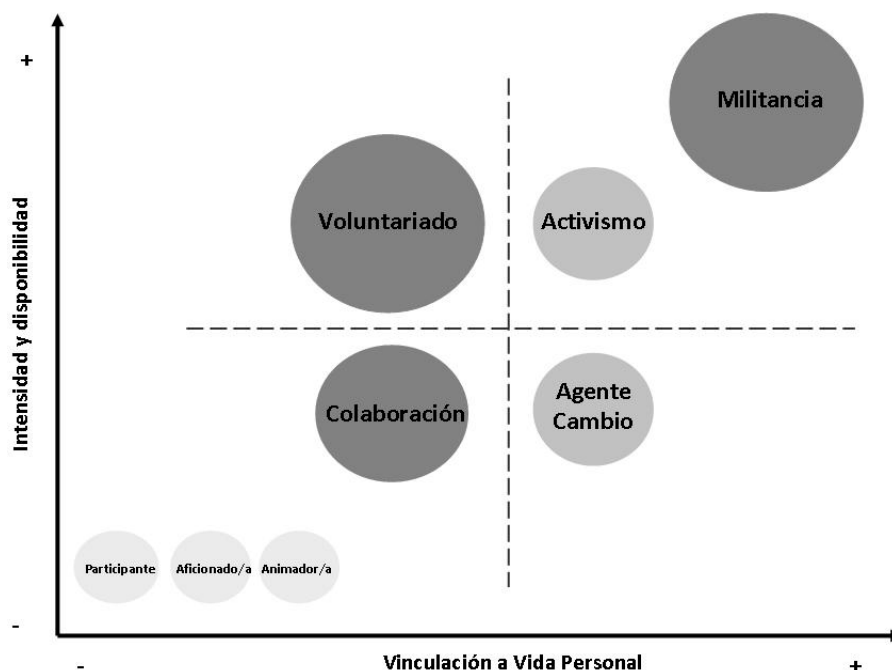 +
Militancia
Voluntariado
Activismo
Intensidad y disponibilidad
Colaboración
Agente
Cambio
Participante
Aficionado/a
Animador/a
-
-
Vinculación a Vida Personal
+